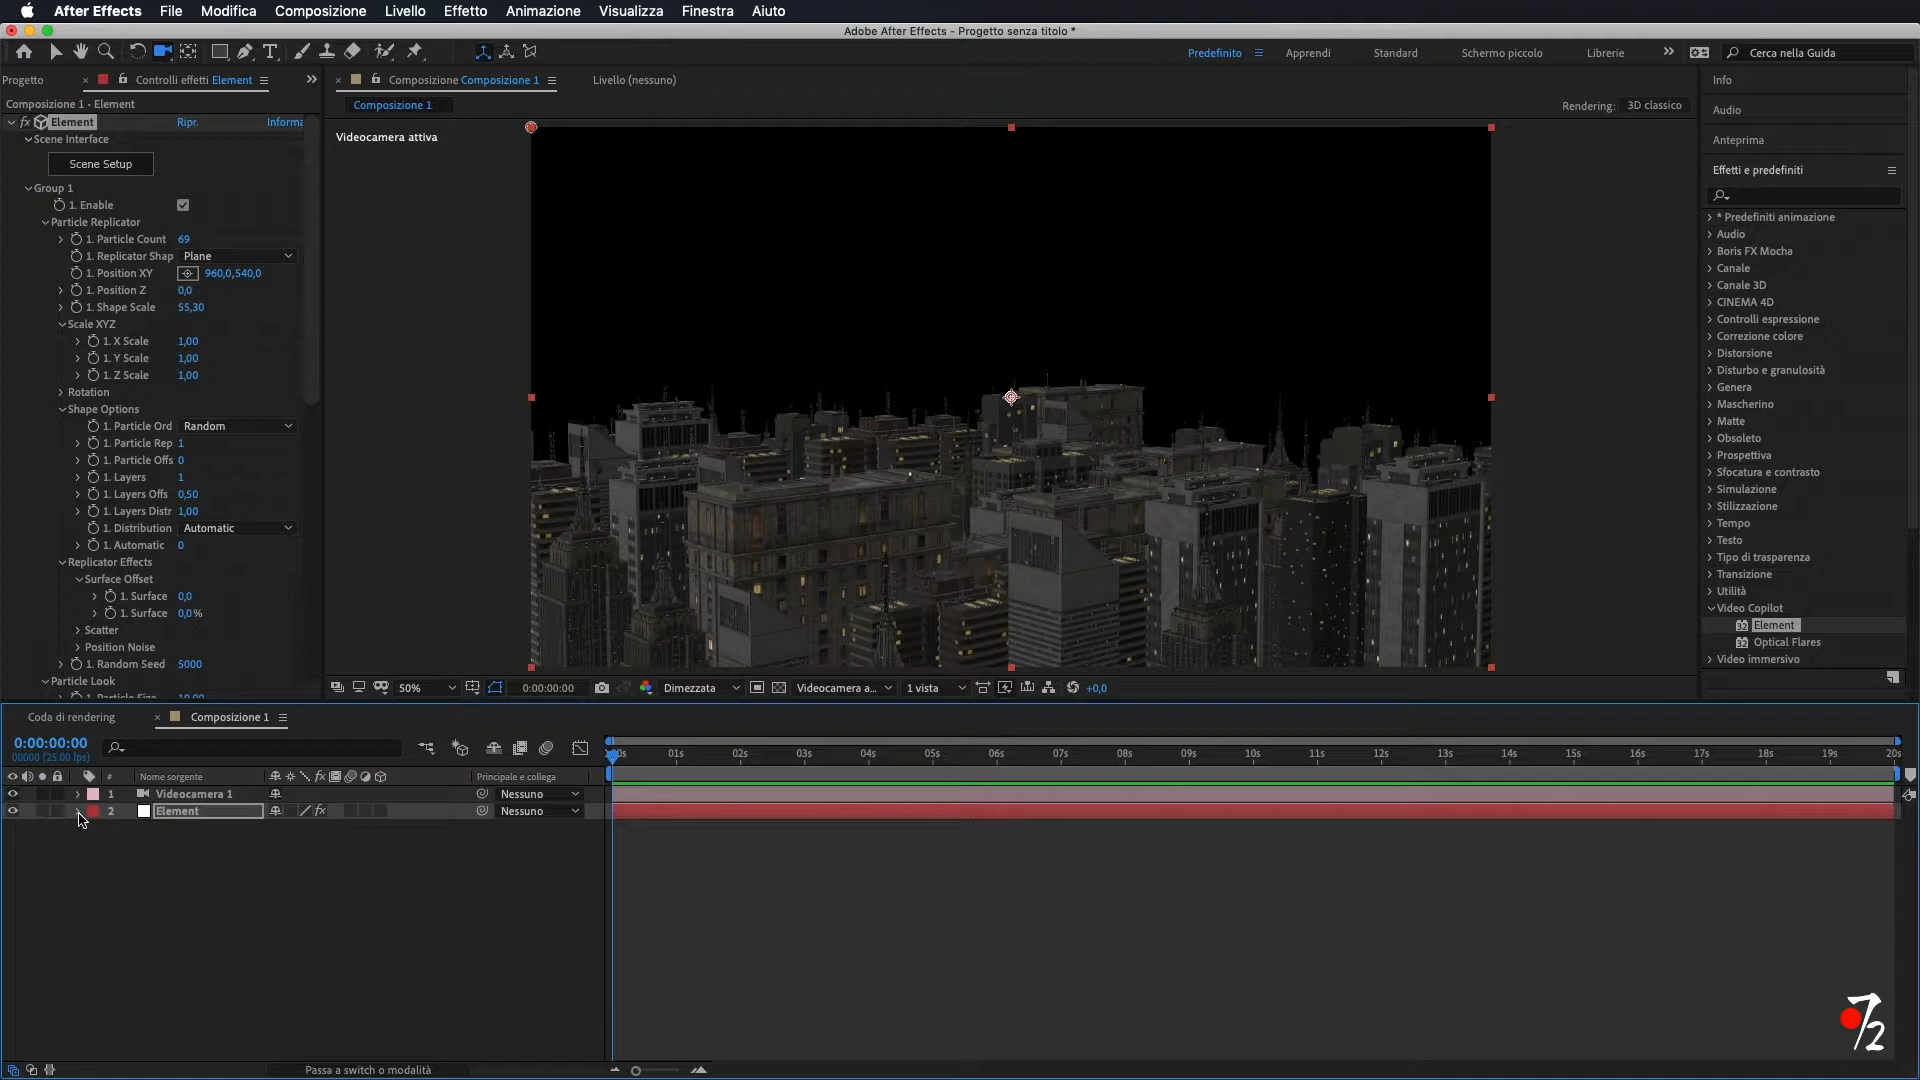 After Effects File Modifica Composizione Livello Effetto Animazione Visualizza Finestra Aiuto
Adobe After Effects - Progetto senza titolo *
Predefinito Apprendi Standard Schermo piccolo Librerie Cerca nella Guida
Progetto Controlli effetti Element
Composizione Composizione 1
Livello (nessuno)
Composizione 1 • Element
Composizione 1
Rendering: 3D classico
fx Element Ripr. Informa
Videocamera attiva
Scene Interface
Scene Setup
Group 1
1. Enable
Particle Replicator
1. Particle Count 69
1. Replicator Shap Plane
1. Position XY 960,0,540,0
1. Position Z 0,0
1. Shape Scale 55,30
Scale XYZ
1. X Scale 1,00
1. Y Scale 1,00
1. Z Scale 1,00
Rotation
Shape Options
1. Particle Ord Random
1. Particle Rep 1
1. Particle Offs 0
1. Layers 1
1. Layers Offs 0,50
1. Layers Distr 1,00
1. Distribution Automatic
1. Automatic 0
Replicator Effects
Surface Offset
1. Surface 0,0
1. Surface 0,0%
Scatter
Position Noise
1. Random Seed 5000
Particle Look
Info
Audio
Anteprima
Effetti e predefiniti
* Predefiniti animazione
Audio
Boris FX Mocha
Canale
Canale 3D
CINEMA 4D
Controlli espressione
Correzione colore
Distorsione
Disturbo e granulosità
Genera
Mascherino
Matte
Obsoleto
Prospettiva
Sfocatura e contrasto
Simulazione
Stilizzazione
Tempo
Testo
Tipo di trasparenza
Transizione
Utilità
Video Copilot
32 Element
32 Optical Flares
Video immersivo
50% 0:00:00:00 Dimezzata Videocamera a... 1 vista +0,0
Coda di rendering Composizione 1
0:00:00:00
00000 (25.00 fps)
01s 02s 03s 04s 05s 06s 07s 08s 09s 10s 11s 12s 13s 14s 15s 16s 17s 18s 19s 20s
# Nome sorgente fx Principale e collega
1 Videocamera 1 Nessuno
2 Element fx Nessuno
Passa a switch o modalità
72